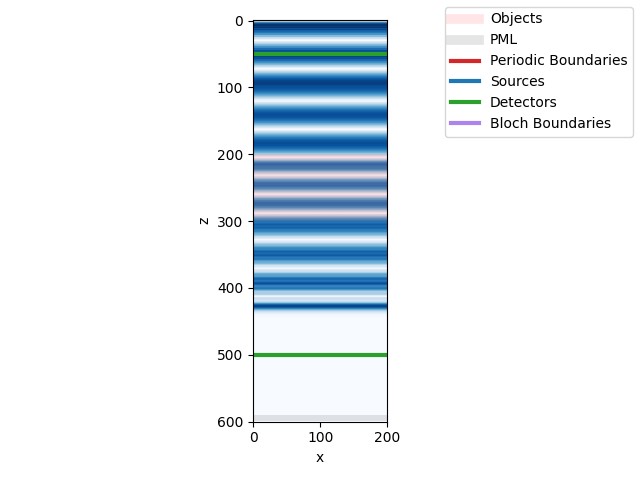 Objects
PML
Periodic Boundaries
Sources
Detectors
Bloch Boundaries
0
100
200
300
400
500
600
z
0 100 200
x